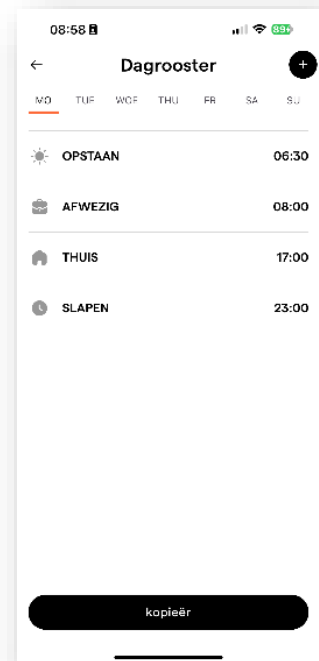 08:58
89
Dagrooster
MO TUE WOE THU FR SA SU
OPSTAAN 06:30
AFWEZIG 08:00
THUIS 17:00
SLAPEN 23:00
kopieër